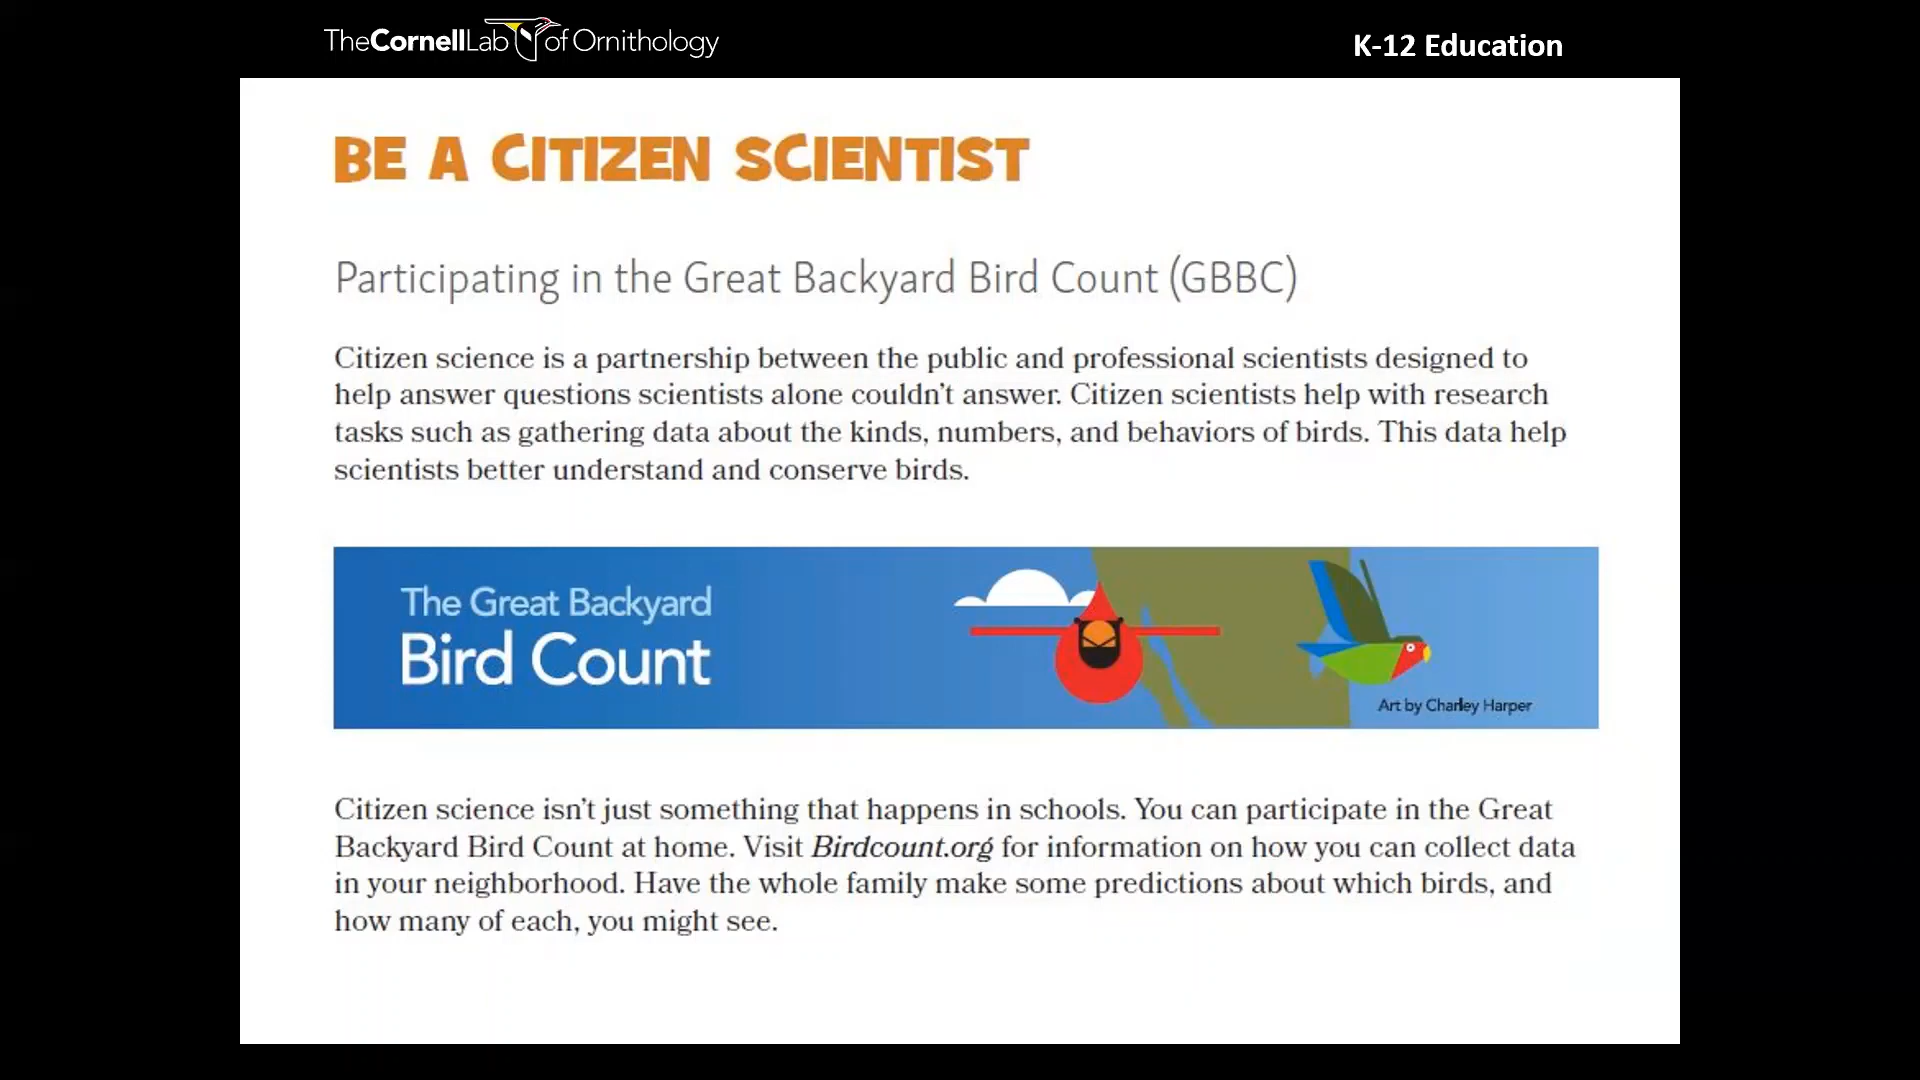 TheCornellLab of Ornithology
K-12 Education
BE A CITIZEN SCIENTIST
Participating in the Great Backyard Bird Count (GBBC)
Citizen science is a partnership between the public and professional scientists designed to
help answer questions scientists alone couldn't answer. Citizen scientists help with research
tasks such as gathering data about the kinds, numbers, and behaviors of birds. This data help
scientists better understand and conserve birds.
The Great Backyard
Bird Count
Art by Charley Harper
Citizen science isn't just something that happens in schools. You can participate in the Great
Backyard Bird Count at home. Visit Birdcount.org for information on how you can collect data
in your neighborhood. Have the whole family make some predictions about which birds, and
how many of each, you might see.